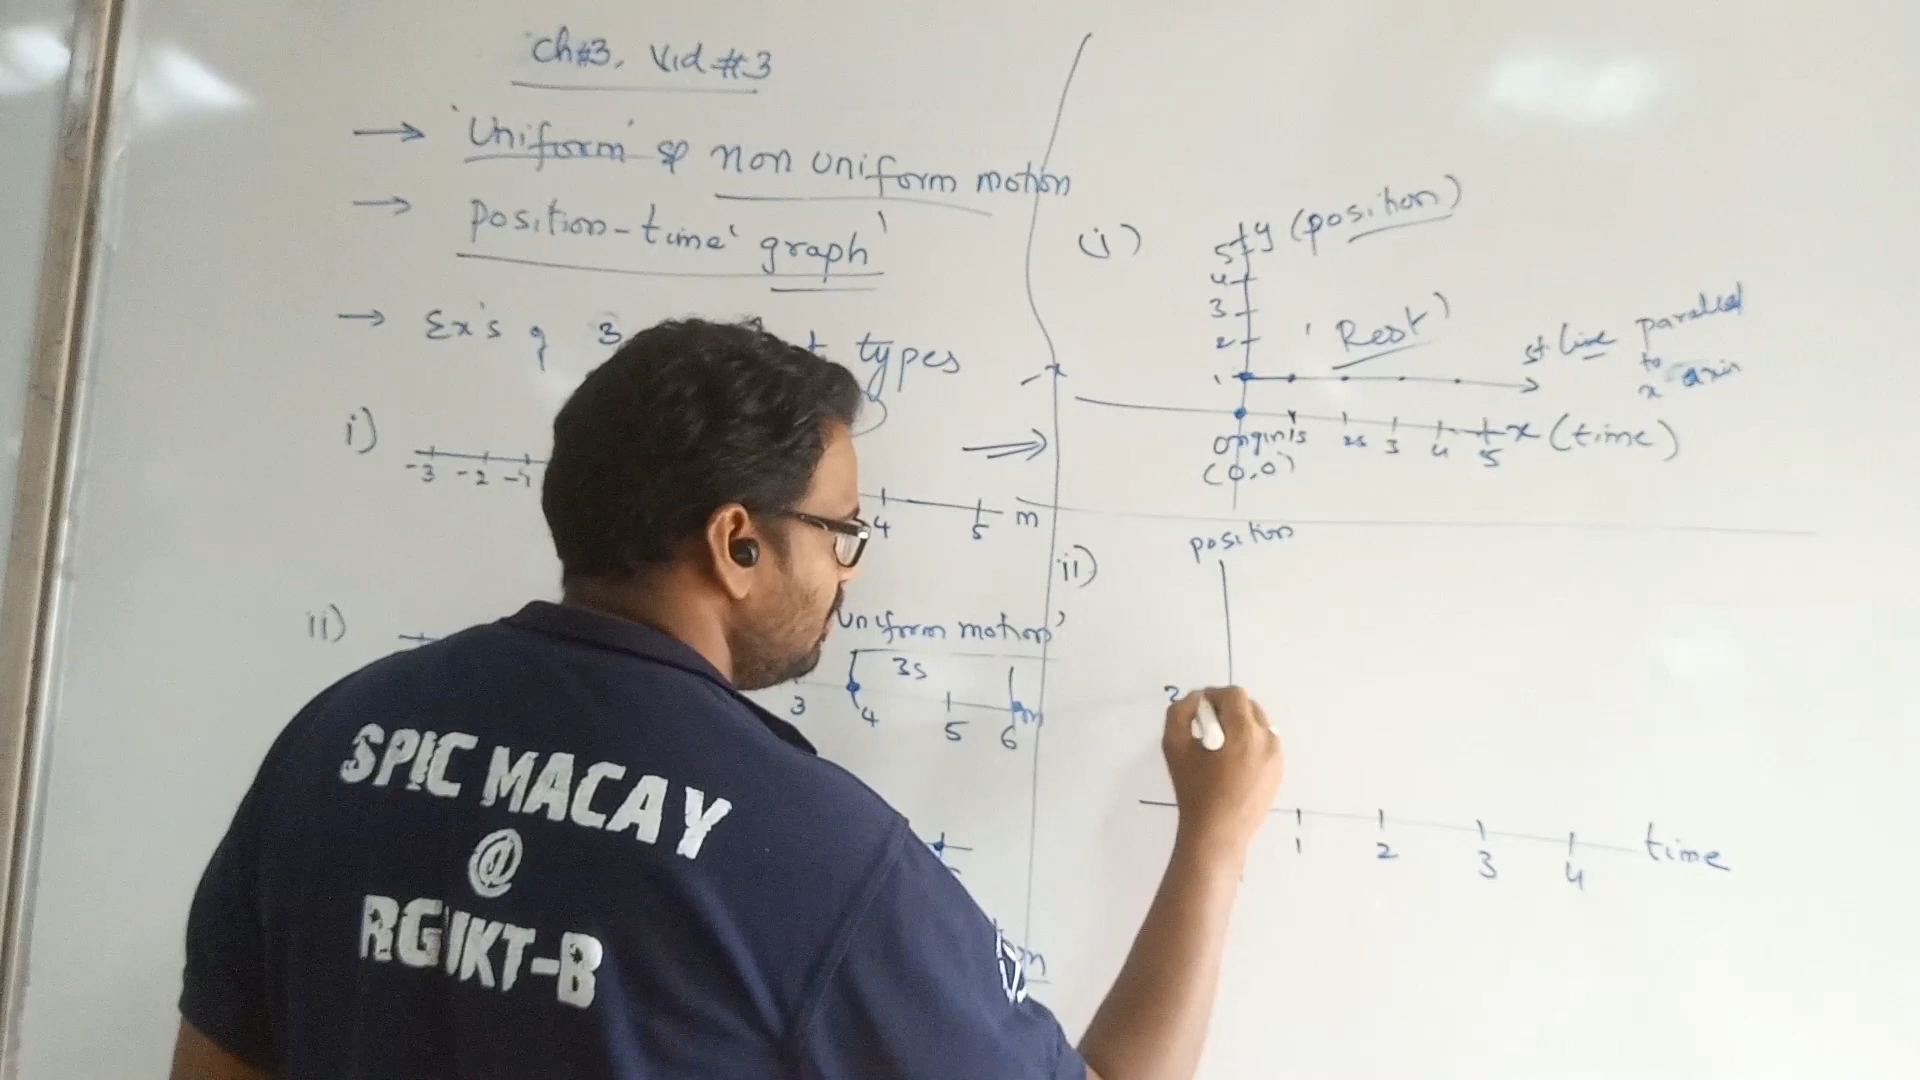 Ch#3, Vid #3
→ 'Uniform' & non uniform motion
→ position-time 'graph'
→ Ex's of 3 types
i) -3 -2 -1 4 5 m
ii) uniform motion'
3s
3 4 5 6 m
(i) y (position)
5
4
3
2 'Rest'
1 st line parallel to x axis
origin 1s 2s 3 4 5 x (time)
(0,0)
ii) position
2
1 2 3 4 time
SPIC MACAY
@
RGUKT-B